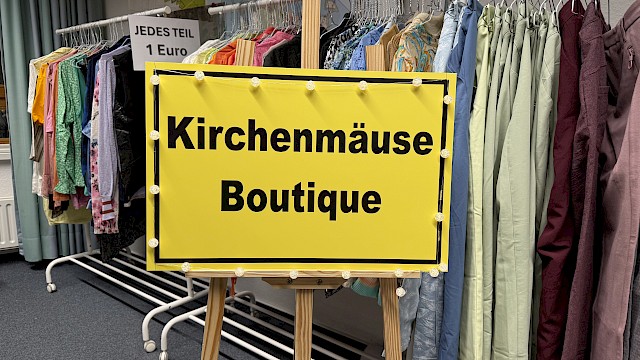 JEDES TEIL
1 Euro
Kirchenmäuse
Boutique